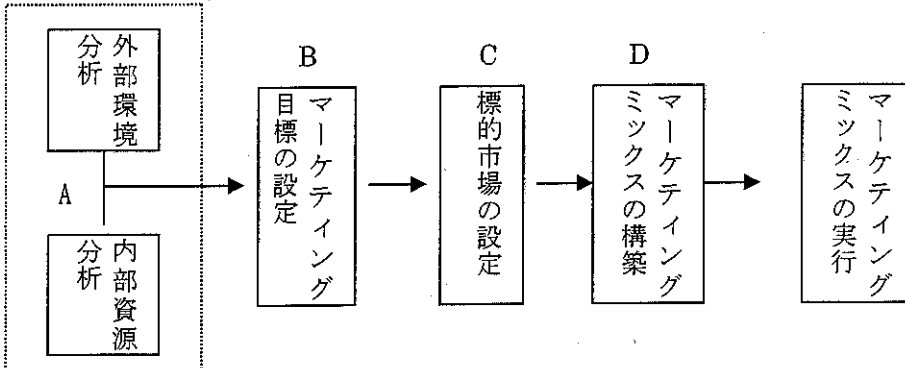 外部環境
分析
A
内部資源
分析
B
マーケティング
目標の設定
C
標的市場の設定
D
マーケティング
ミックスの構築
マーケティング
ミックスの実行